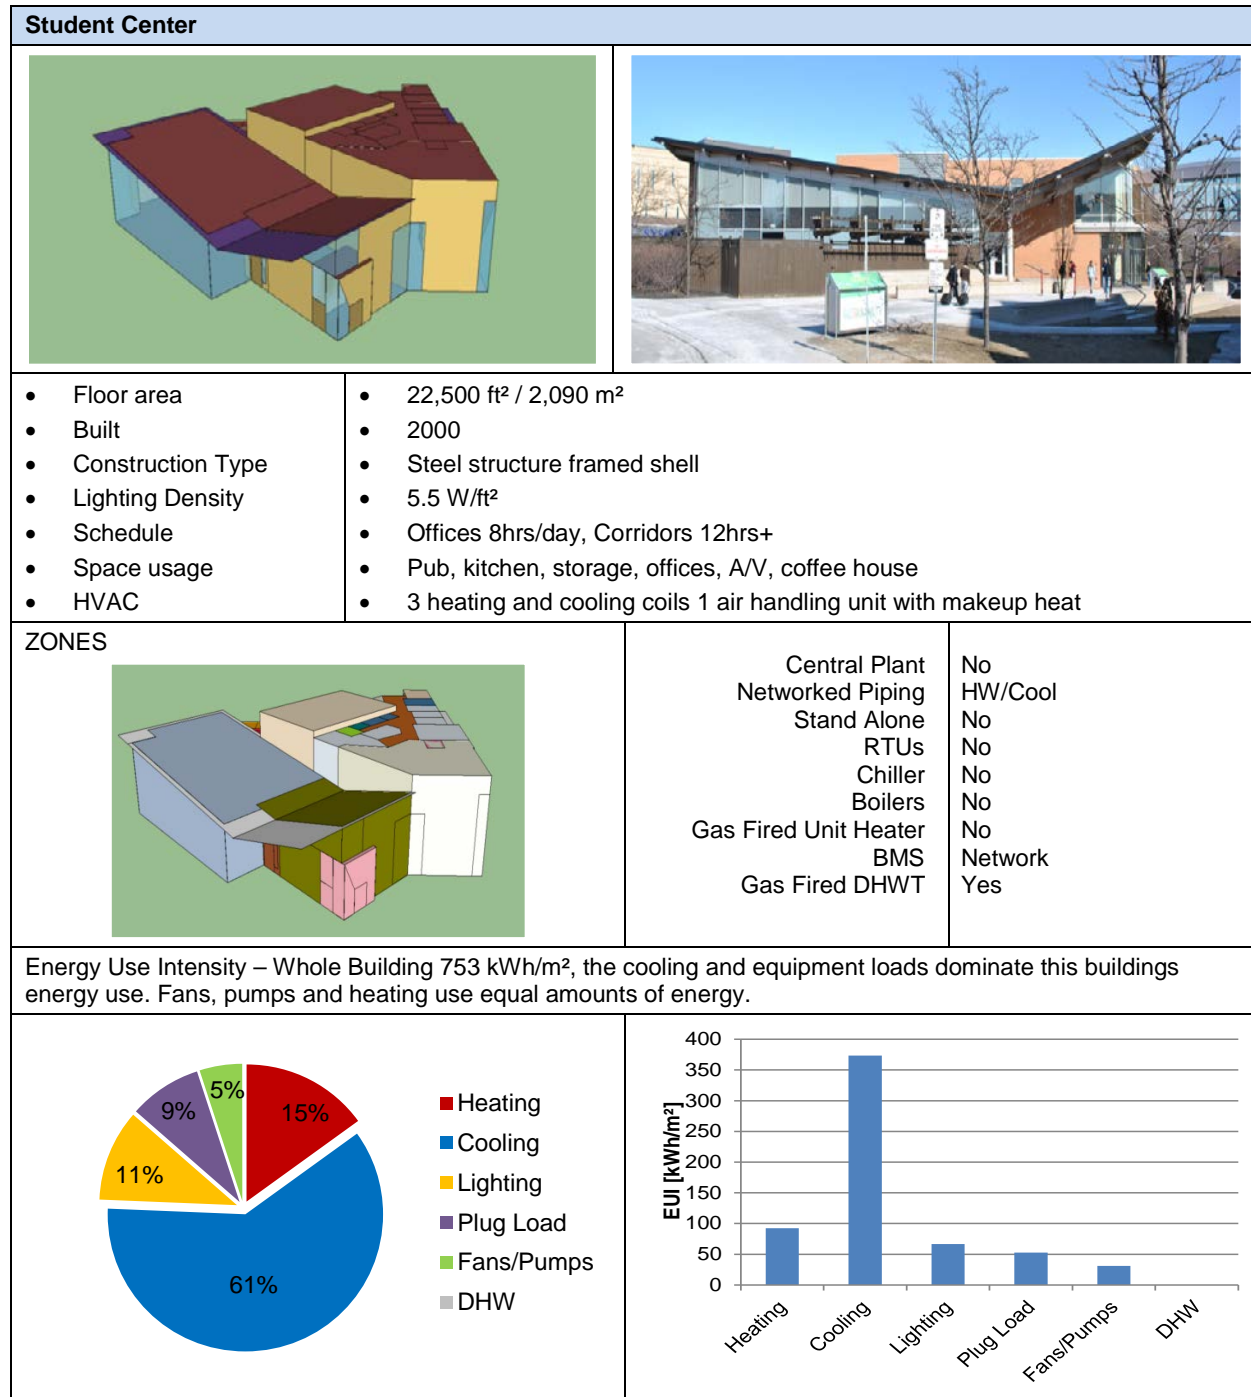 Student Center
• Floor area
• Built
• Construction Type
• Lighting Density
• Schedule
• Space usage
• HVAC
• 22,500 ft² / 2,090 m²
• 2000
• Steel structure framed shell
• 5.5 W/ft²
• Offices 8hrs/day, Corridors 12hrs+
• Pub, kitchen, storage, offices, A/V, coffee house
• 3 heating and cooling coils 1 air handling unit with makeup heat
ZONES
Central Plant No
Networked Piping HW/Cool
Stand Alone No
RTUs No
Chiller No
Boilers No
Gas Fired Unit Heater No
BMS Network
Gas Fired DHWT Yes
Energy Use Intensity – Whole Building 753 kWh/m², the cooling and equipment loads dominate this buildings
energy use. Fans, pumps and heating use equal amounts of energy.
5%
9%
15%
11%
61%
Heating
Cooling
Lighting
Plug Load
Fans/Pumps
DHW
EUI [kWh/m²]
400
350
300
250
200
150
100
50
0
Heating
Cooling
Lighting
Plug Load
Fans/Pumps
DHW